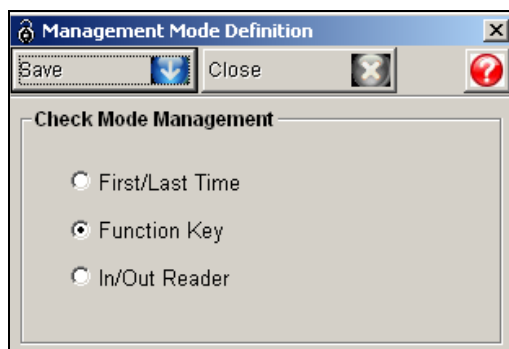 Management Mode Definition
Save Close ?
Check Mode Management
First/Last Time
Function Key
In/Out Reader